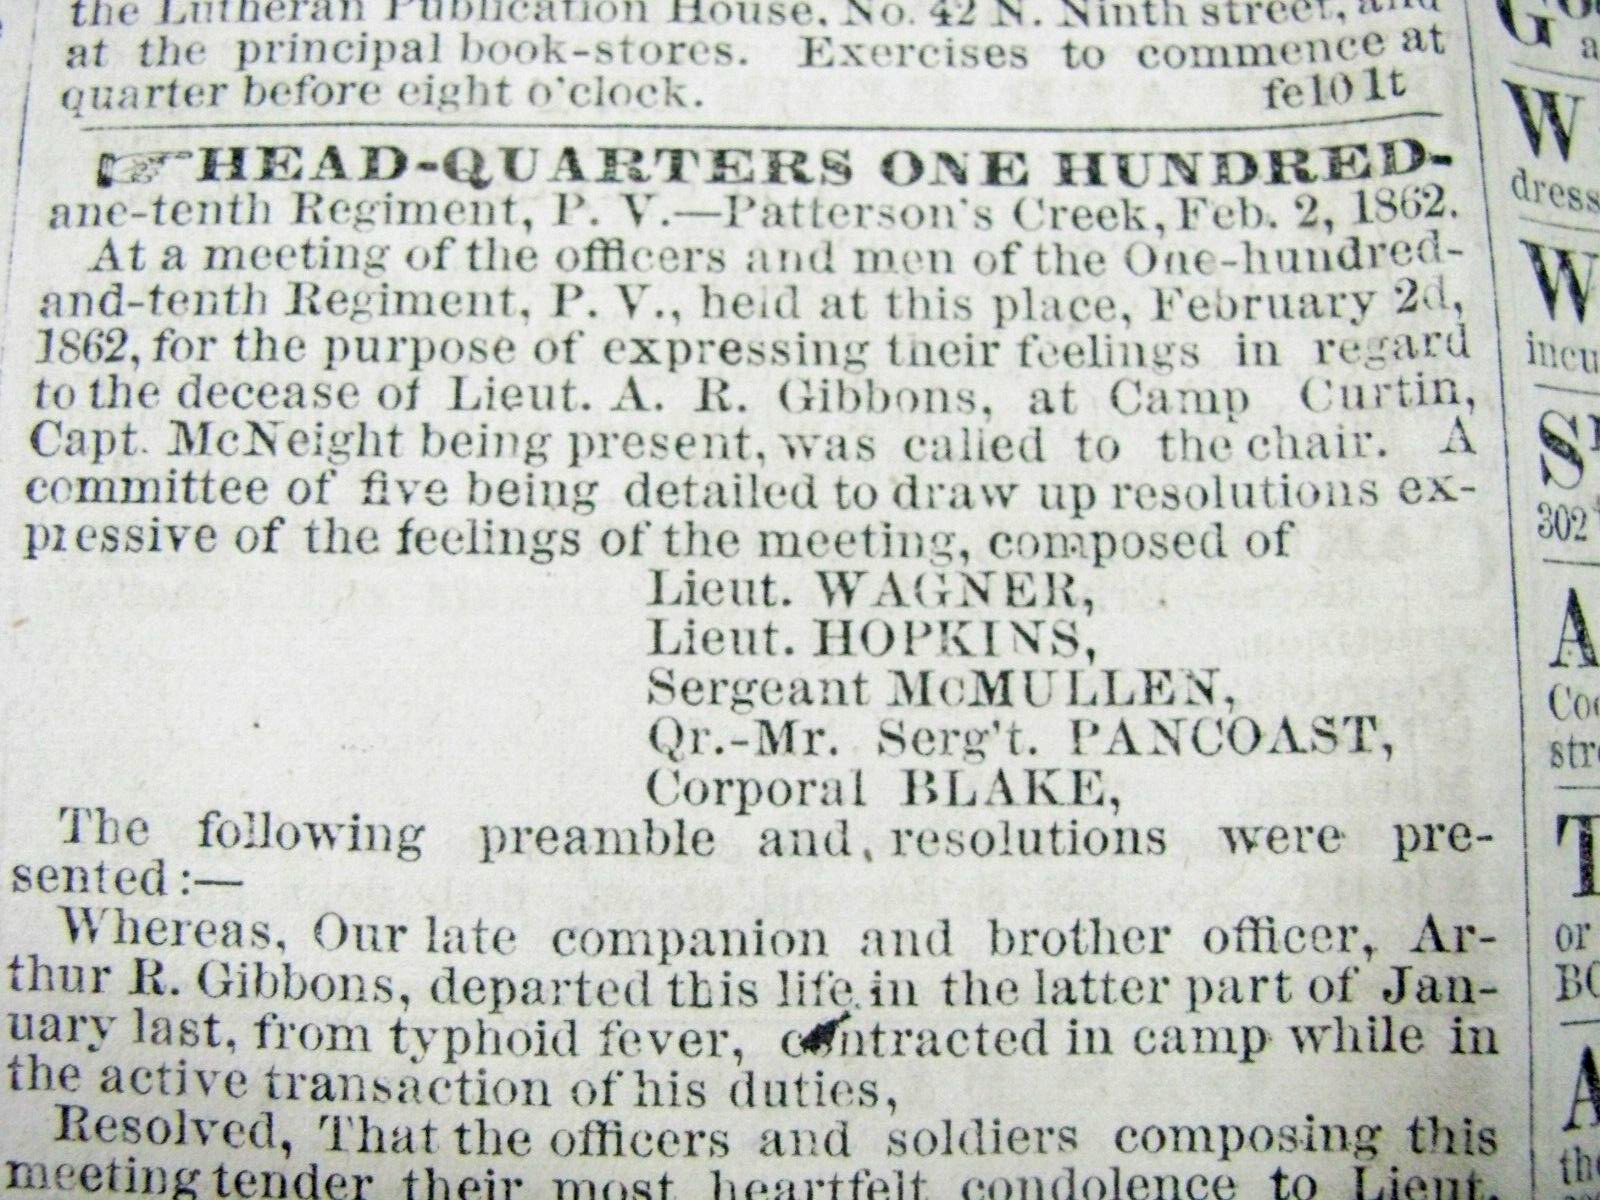 the Lutheran Publication House, No. 42 N. Ninth street, and
at the principal book-stores. Exercises to commence at
quarter before eight o'clock. fe10 1t
☞HEAD-QUARTERS ONE HUNDRED-
ane-tenth Regiment, P. V.—Patterson's Creek, Feb. 2, 1862.
At a meeting of the officers and men of the One-hundred-
and-tenth Regiment, P. V., held at this place, February 2d,
1862, for the purpose of expressing their feelings in regard
to the decease of Lieut. A. R. Gibbons, at Camp Curtin,
Capt. McNeight being present, was called to the chair. A
committee of five being detailed to draw up resolutions ex-
pressive of the feelings of the meeting, composed of
Lieut. WAGNER,
Lieut. HOPKINS,
Sergeant McMULLEN,
Qr.-Mr. Serg't. PANCOAST,
Corporal BLAKE,
The following preamble and resolutions were pre-
sented:—
Whereas, Our late companion and brother officer, Ar-
thur R. Gibbons, departed this life in the latter part of Jan-
uary last, from typhoid fever, contracted in camp while in
the active transaction of his duties,
Resolved, That the officers and soldiers composing this
meeting tender their most heartfelt condolence to Lieut.
W
dress
W
incu
302
A
str
T
or
BO
A
the